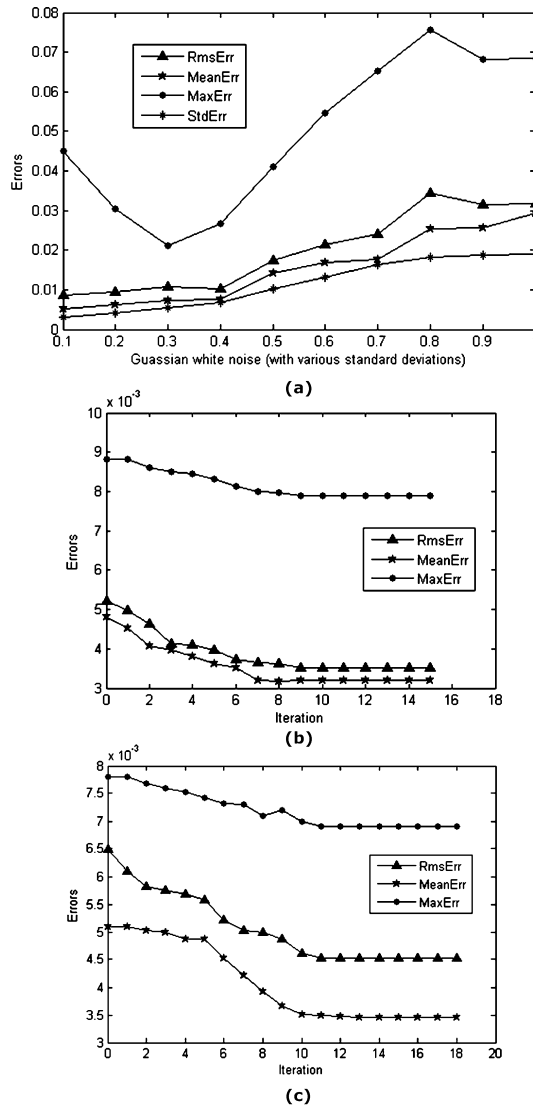 0.08
0.07
0.06
0.05
0.04
0.03
0.02
0.01
0
Errors
RmsErr
MeanErr
MaxErr
StdErr
0.1 0.2 0.3 0.4 0.5 0.6 0.7 0.8 0.9
Guassian white noise (with various standard deviations)
(a)
x 10⁻³
10
9
8
7
6
5
4
3
Errors
RmsErr
MeanErr
MaxErr
0 2 4 6 8 10 12 14 16 18
Iteration
(b)
x 10⁻³
8
7.5
7
6.5
6
5.5
5
4.5
4
3.5
3
Errors
RmsErr
MeanErr
MaxErr
0 2 4 6 8 10 12 14 16 18 20
Iteration
(c)